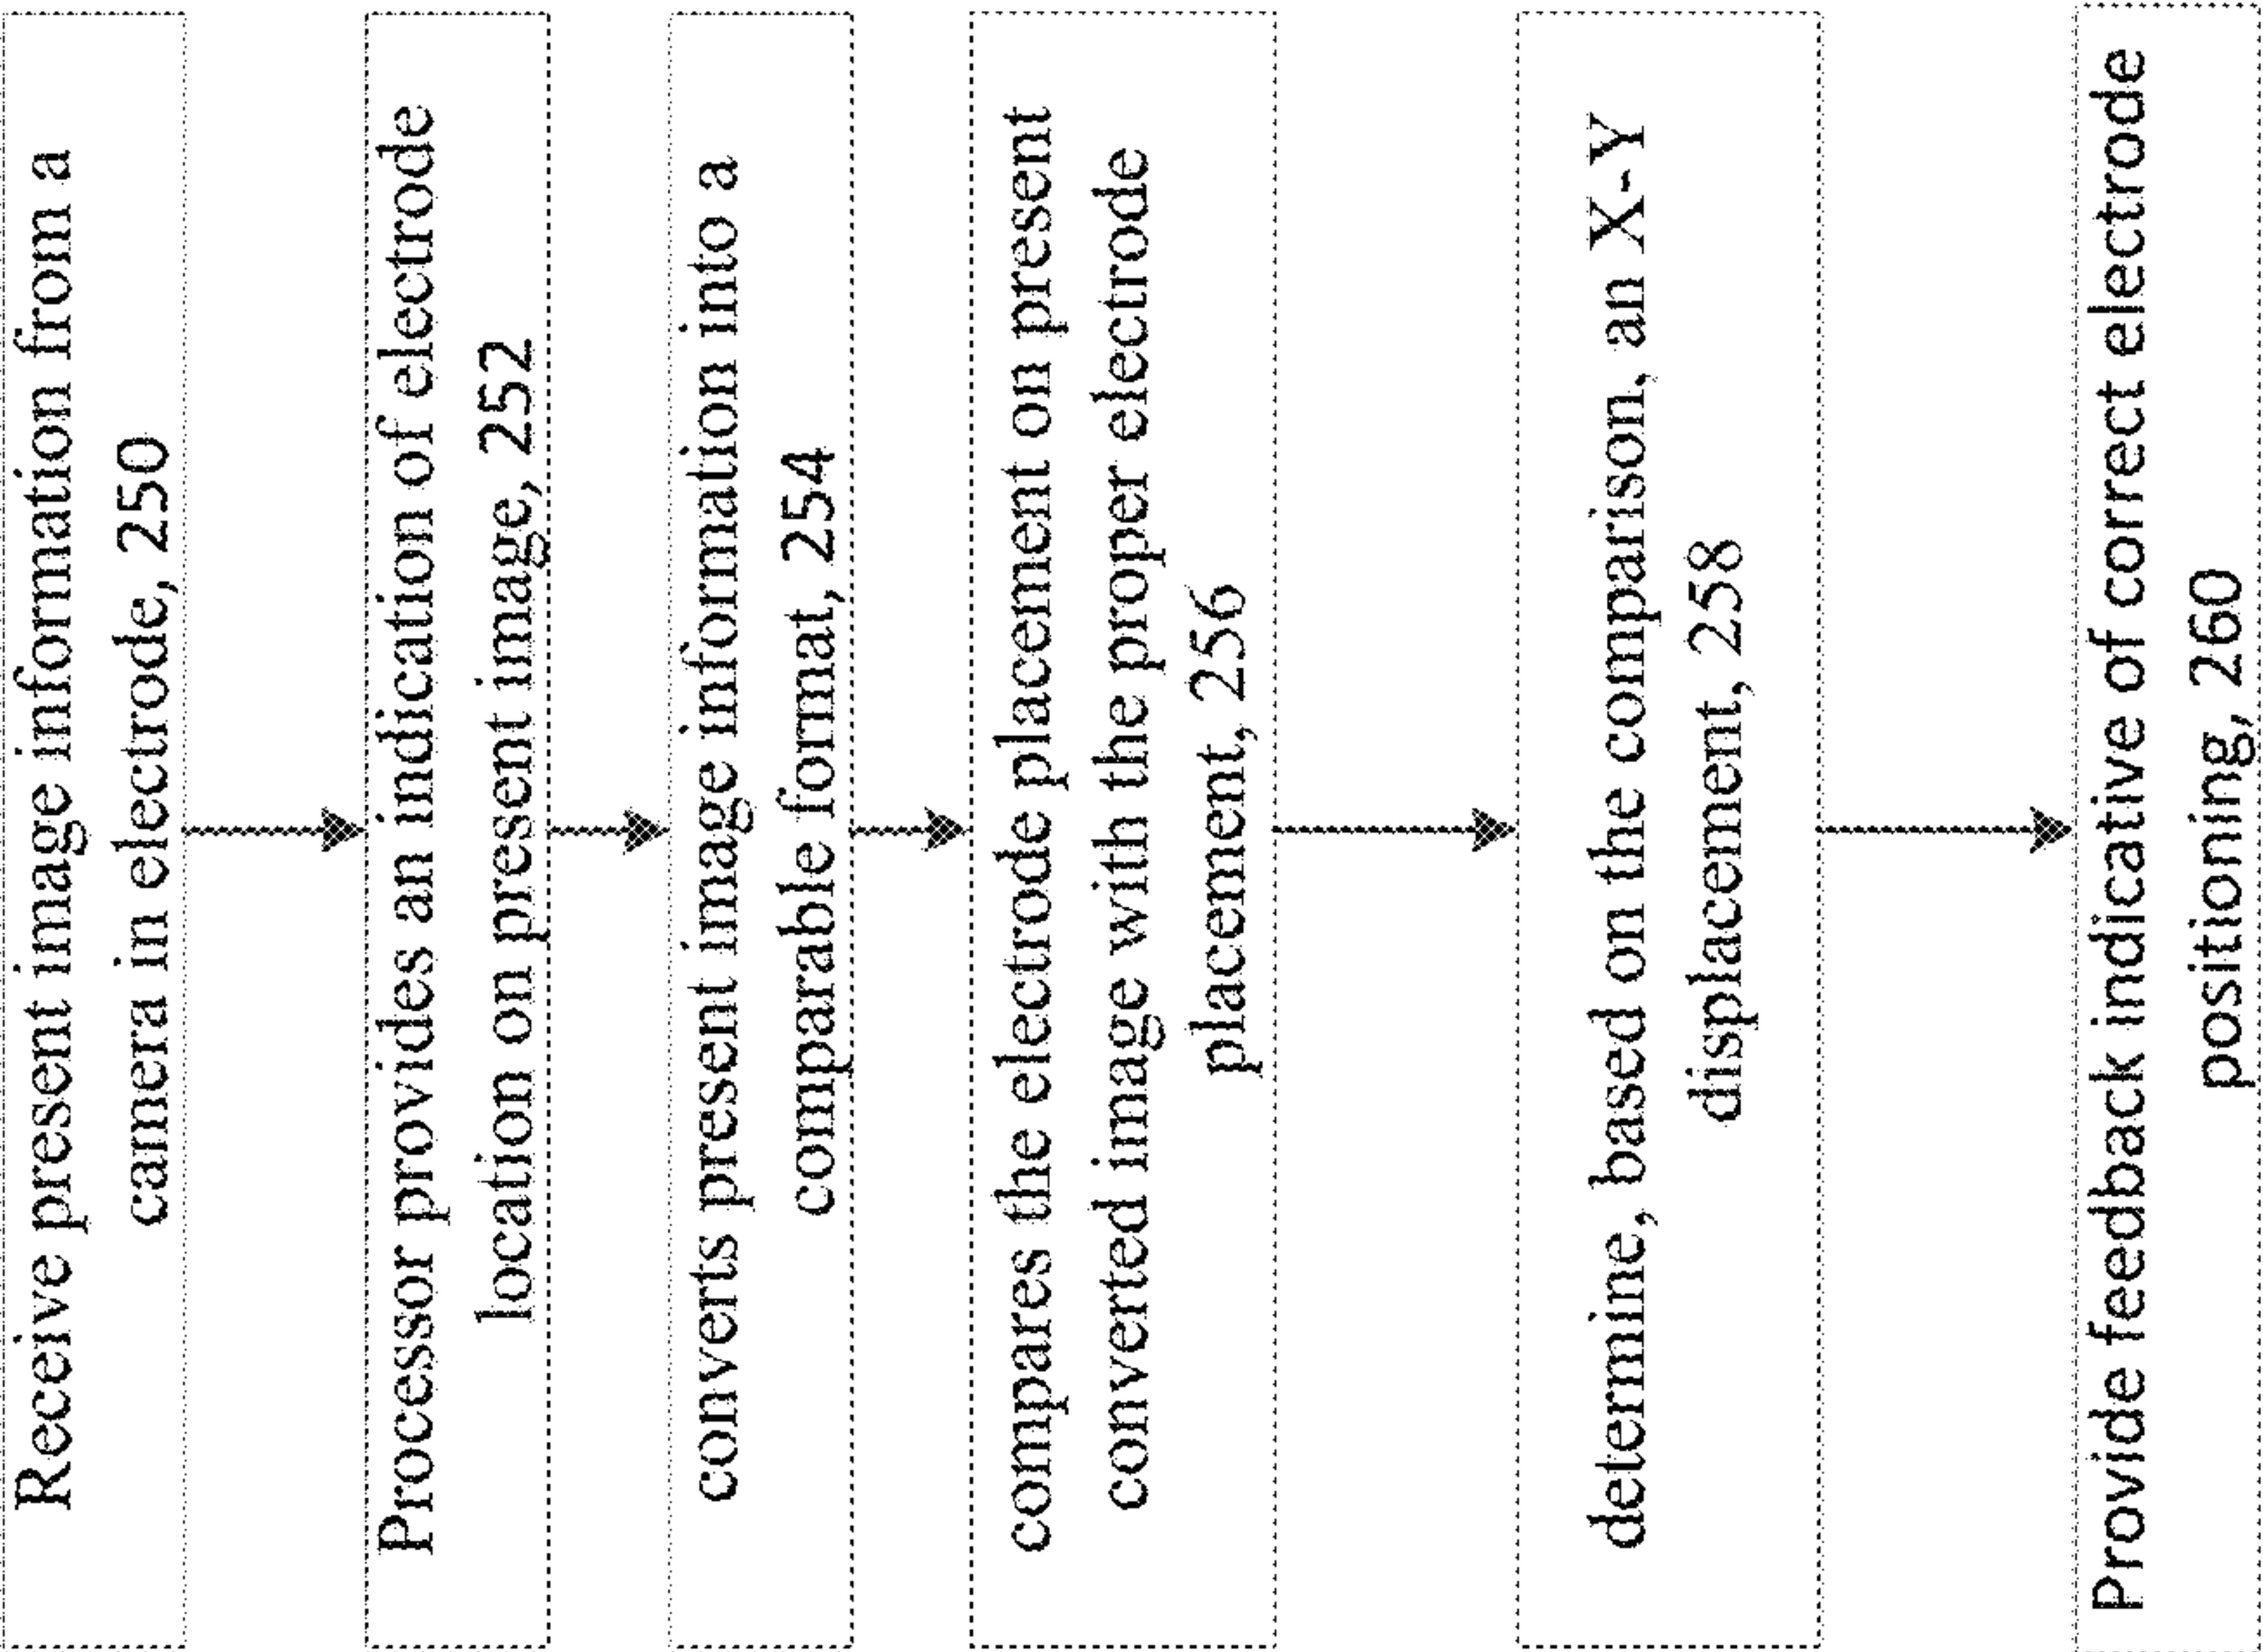 Receive present image information from a
camera in electrode, 250
Processor provides an indication of electrode
location on present image, 252
converts present image information into a
comparable format, 254
compares the electrode placement on present
converted image with the proper electrode
placement, 256
determine, based on the comparison, an X-Y
displacement, 258
Provide feedback indicative of correct electrode
positioning, 260